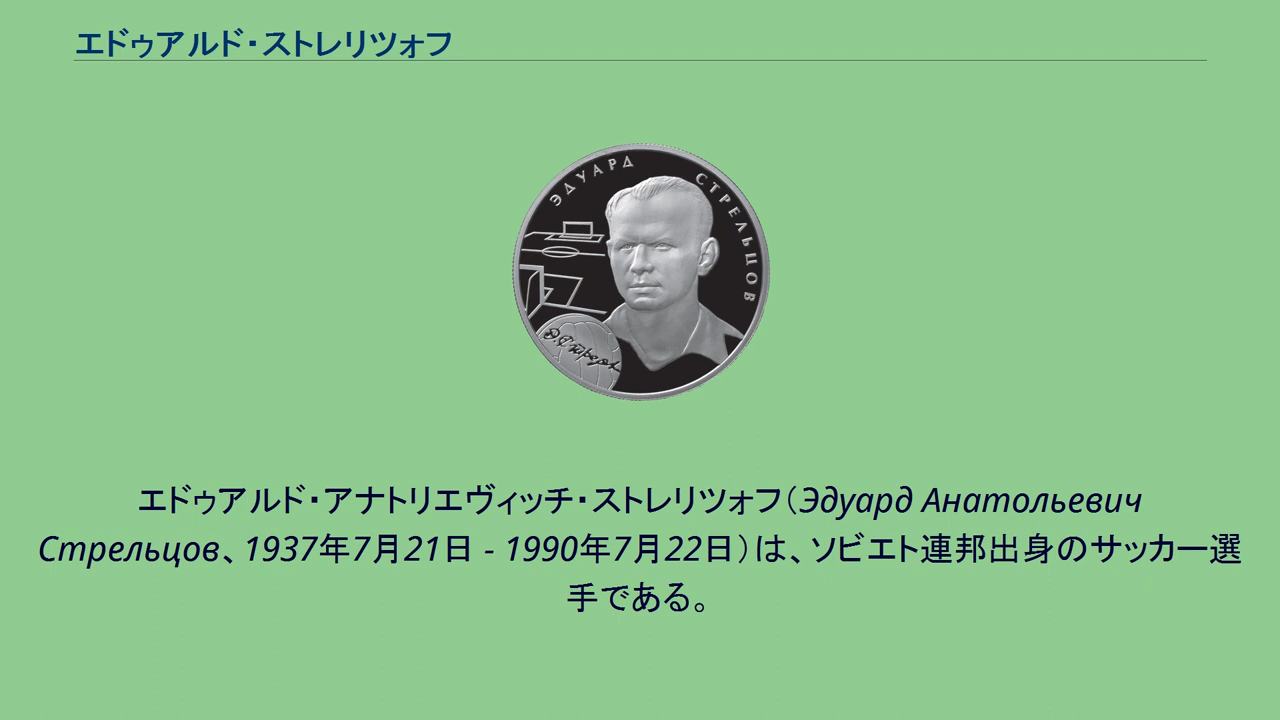 エドゥアルド・ストレリツォフ
ЭДУАРД СТРЕЛЬЦОВ
エドゥアルド・アナトリエヴィッチ・ストレリツォフ（Эдуард Анатольевич
Стрельцов、1937年7月21日 - 1990年7月22日）は、ソビエト連邦出身のサッカー選
手である。